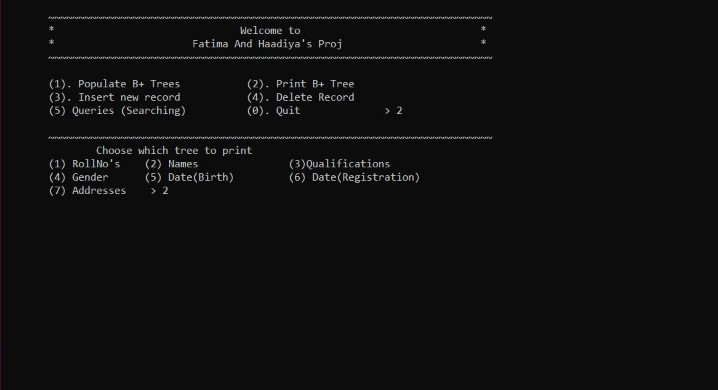 ~~~~~~~~~~~~~~~~~~~~~~~~~~~~~~~~~~~~~~~~~~~~~~~~~~~~~~~~~~~~~~~~~~~~~~~~~~
* Welcome to *
* Fatima And Haadiya's Proj *
~~~~~~~~~~~~~~~~~~~~~~~~~~~~~~~~~~~~~~~~~~~~~~~~~~~~~~~~~~~~~~~~~~~~~~~~~~
(1). Populate B+ Trees (2). Print B+ Tree
(3). Insert new record (4). Delete Record
(5) Queries (Searching) (0). Quit > 2
~~~~~~~~~~~~~~~~~~~~~~~~~~~~~~~~~~~~~~~~~~~~~~~~~~~~~~~~~~~~~~~~~~~~~~~~~~
Choose which tree to print
(1) RollNo's (2) Names (3)Qualifications
(4) Gender (5) Date(Birth) (6) Date(Registration)
(7) Addresses > 2